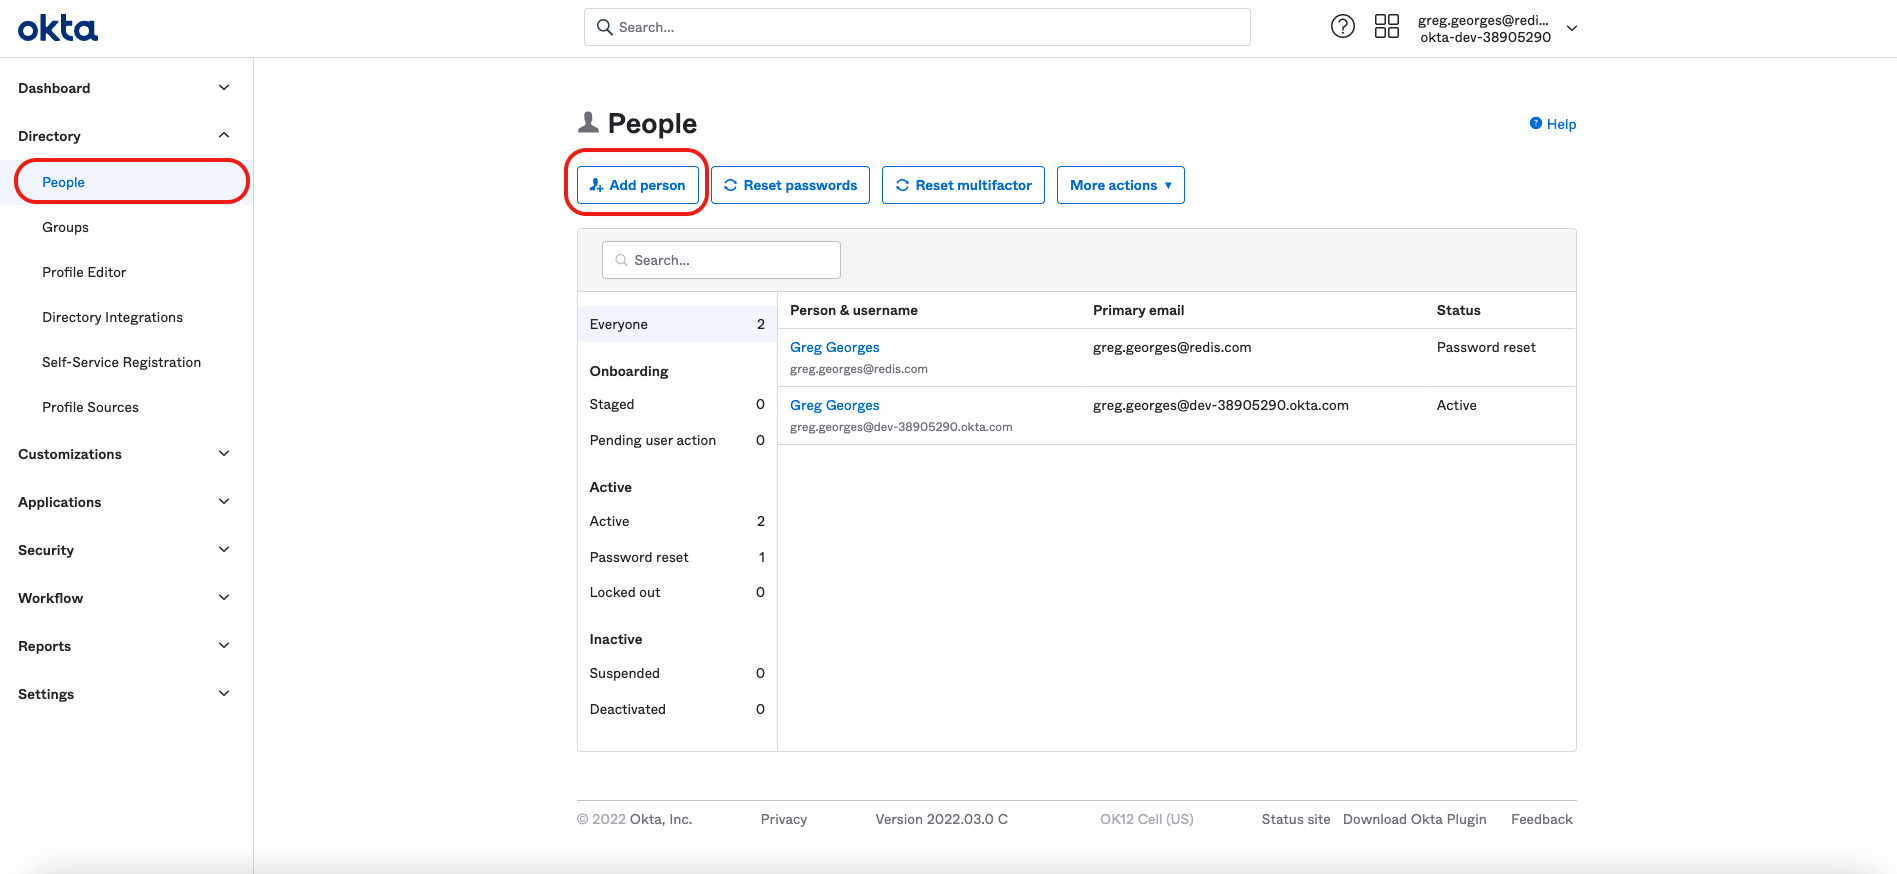 okta
Search...
?
greg.georges@redi...
okta-dev-38905290
Dashboard
Directory
People
Groups
Profile Editor
Directory Integrations
Self-Service Registration
Profile Sources
Customizations
Applications
Security
Workflow
Reports
Settings
People
? Help
Add person
Reset passwords
Reset multifactor
More actions
Search...
Everyone 2
Onboarding
Staged 0
Pending user action 0
Active
Active 2
Password reset 1
Locked out 0
Inactive
Suspended 0
Deactivated 0
Person & username Primary email Status
Greg Georges greg.georges@redis.com Password reset
greg.georges@redis.com
Greg Georges greg.georges@dev-38905290.okta.com Active
greg.georges@dev-38905290.okta.com
© 2022 Okta, Inc. Privacy Version 2022.03.0 C OK12 Cell (US) Status site Download Okta Plugin Feedback